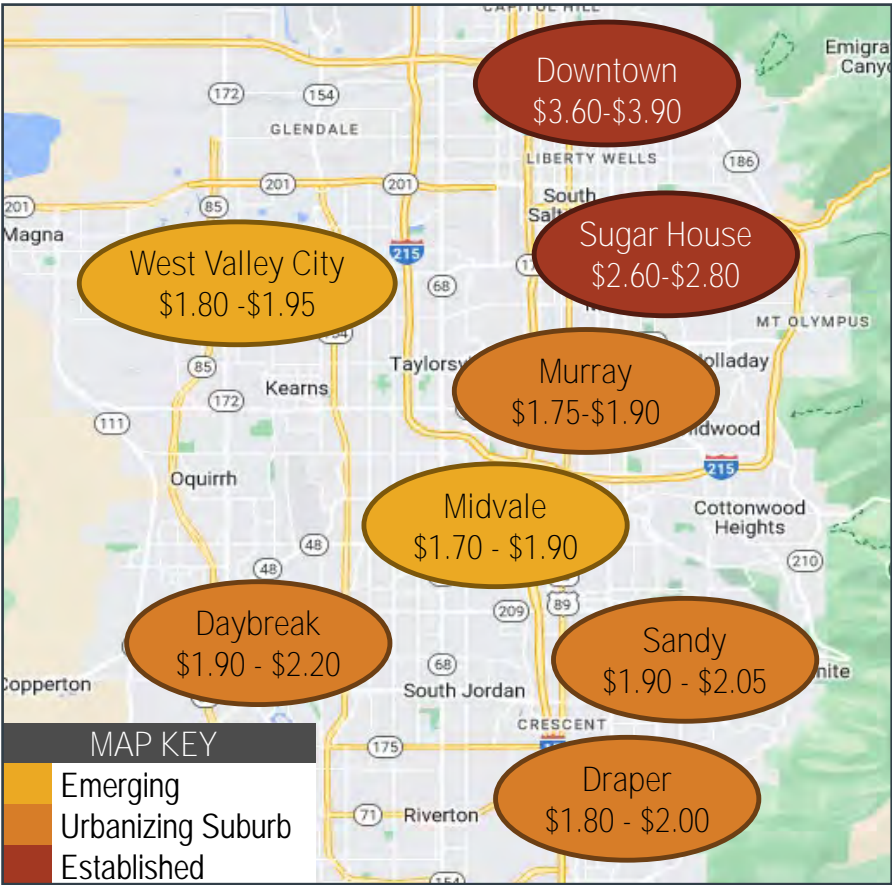 CAPITOL HILL
Downtown
$3.60-$3.90
Emigra
Canyo
172
154
GLENDALE
LIBERTY WELLS
186
201
201
201
85
South
Salt
Magna
West Valley City
$1.80 -$1.95
215
Sugar House
$2.60-$2.80
68
MT OLYMPUS
Taylorsv
Murray
$1.75-$1.90
olladay
85
Kearns
172
111
dwood
215
Oquirrh
Midvale
$1.70 - $1.90
Cottonwood
Heights
48
48
210
Daybreak
$1.90 - $2.20
209
89
Sandy
$1.90 - $2.05
68
nite
Copperton
South Jordan
CRESCENT
MAP KEY
175
Emerging
Draper
$1.80 - $2.00
Urbanizing Suburb
71
Riverton
Established
154